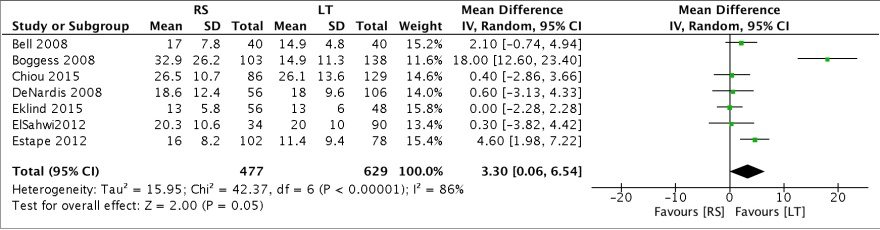 RS LT Mean Difference Mean Difference
Study or Subgroup Mean SD Total Mean SD Total Weight IV, Random, 95% CI IV, Random, 95% CI
Bell 2008 17 7.8 40 14.9 4.8 40 15.2% 2.10 [-0.74, 4.94]
Boggess 2008 32.9 26.2 103 14.9 11.3 138 11.6% 18.00 [12.60, 23.40]
Chiou 2015 26.5 10.7 86 26.1 13.6 129 14.8% 0.40 [-2.86, 3.66]
DeNardis 2008 18.6 12.4 56 18 9.6 106 14.2% 0.60 [-3.13, 4.33]
Eklind 2015 13 5.8 56 13 6 48 15.8% 0.00 [-2.28, 2.28]
ElSahwi2012 20.3 10.6 34 20 10 90 13.4% 0.30 [-3.82, 4.42]
Estape 2012 16 8.2 102 11.4 9.4 78 15.4% 4.60 [1.98, 7.22]
Total (95% CI) 477 629 100.0% 3.30 [0.06, 6.54]
Heterogeneity: Tau² = 15.95; Chi² = 42.37, df = 6 (P < 0.00001); I² = 86%
Test for overall effect: Z = 2.00 (P = 0.05)
-20 -10 0 10 20
Favours [RS] Favours [LT]